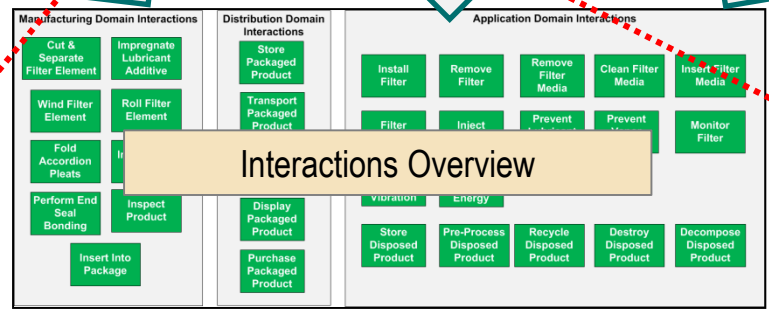 Manufacturing Domain Interactions
Cut &
Separate
Filter Element
Impregnate
Lubricant
Additive
Wind Filter
Element
Roll Filter
Element
Fold
Accordion
Pleats
Perform End
Seal
Bonding
Inspect
Product
Insert Into
Package
Distribution Domain
Interactions
Store
Packaged
Product
Transport
Packaged
Product
Display
Packaged
Product
Purchase
Packaged
Product
Application Domain Interactions
Install
Filter
Remove
Filter
Remove
Filter
Media
Clean Filter
Media
Insert Filter
Media
Filter
Inject
Prevent
Prevent
Monitor
Filter
Vibration
Energy
Store
Disposed
Product
Pre-Process
Disposed
Product
Recycle
Disposed
Product
Destroy
Disposed
Product
Decompose
Disposed
Product
Interactions Overview